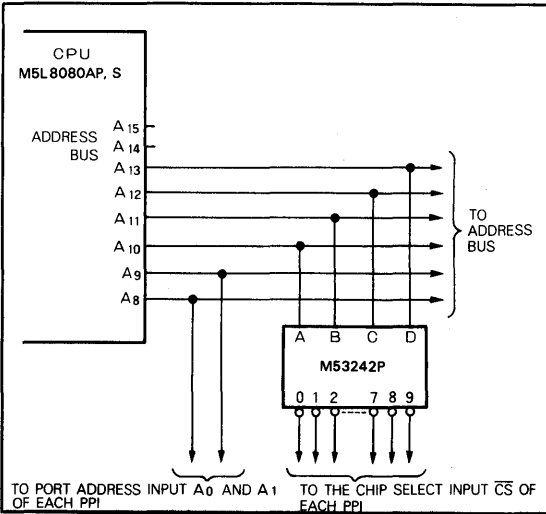 CPU
M5L8080AP, S
ADDRESS
BUS
A15
A14
A13
A12
A11
A10
A9
A8
TO
ADDRESS
BUS
A B C D
M53242P
0 1 2 7 8 9
TO PORT ADDRESS INPUT A0 AND A1
OF EACH PPI
TO THE CHIP SELECT INPUT C̅S̅ OF
EACH PPI